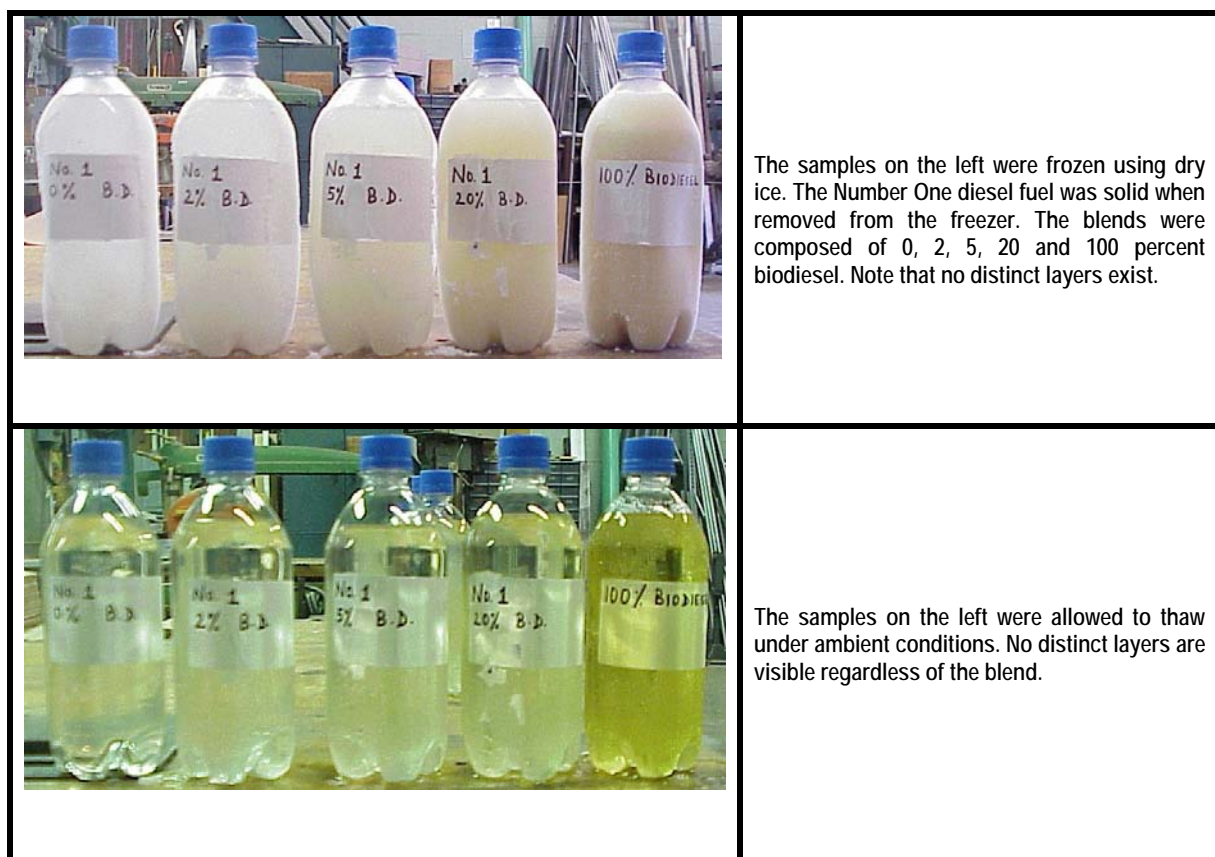 No. 1
0% B.D.
No. 1
2% B.D.
No. 1
5% B.D.
No. 1
20% B.D.
100% BIODIESEL
The samples on the left were frozen using dry
ice. The Number One diesel fuel was solid when
removed from the freezer. The blends were
composed of 0, 2, 5, 20 and 100 percent
biodiesel. Note that no distinct layers exist.
No. 1
0% B.D.
No. 1
2% B.D.
No. 1
5% B.D.
No. 1
20% B.D.
100% BIODIESEL
The samples on the left were allowed to thaw
under ambient conditions. No distinct layers are
visible regardless of the blend.